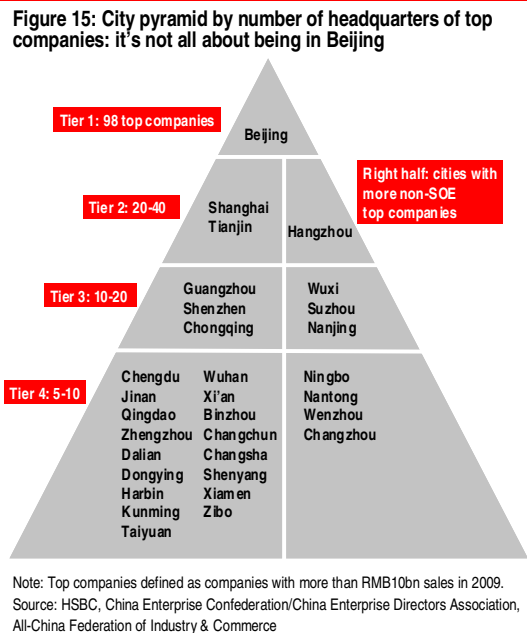 Figure 15: City pyramid by number of headquarters of top
companies: it's not all about being in Beijing
Tier 1: 98 top companies
Beijing
Right half: cities with
more non-SOE
top companies
Tier 2: 20-40
Shanghai
Tianjin
Hangzhou
Tier 3: 10-20
Guangzhou
Shenzhen
Chongqing
Wuxi
Suzhou
Nanjing
Tier 4: 5-10
Chengdu
Jinan
Qingdao
Zhengzhou
Dalian
Dongying
Harbin
Kunming
Taiyuan
Wuhan
Xi'an
Binzhou
Changchun
Changsha
Shenyang
Xiamen
Zibo
Ningbo
Nantong
Wenzhou
Changzhou
Note: Top companies defined as companies with more than RMB10bn sales in 2009.
Source: HSBC, China Enterprise Confederation/China Enterprise Directors Association,
All-China Federation of Industry & Commerce